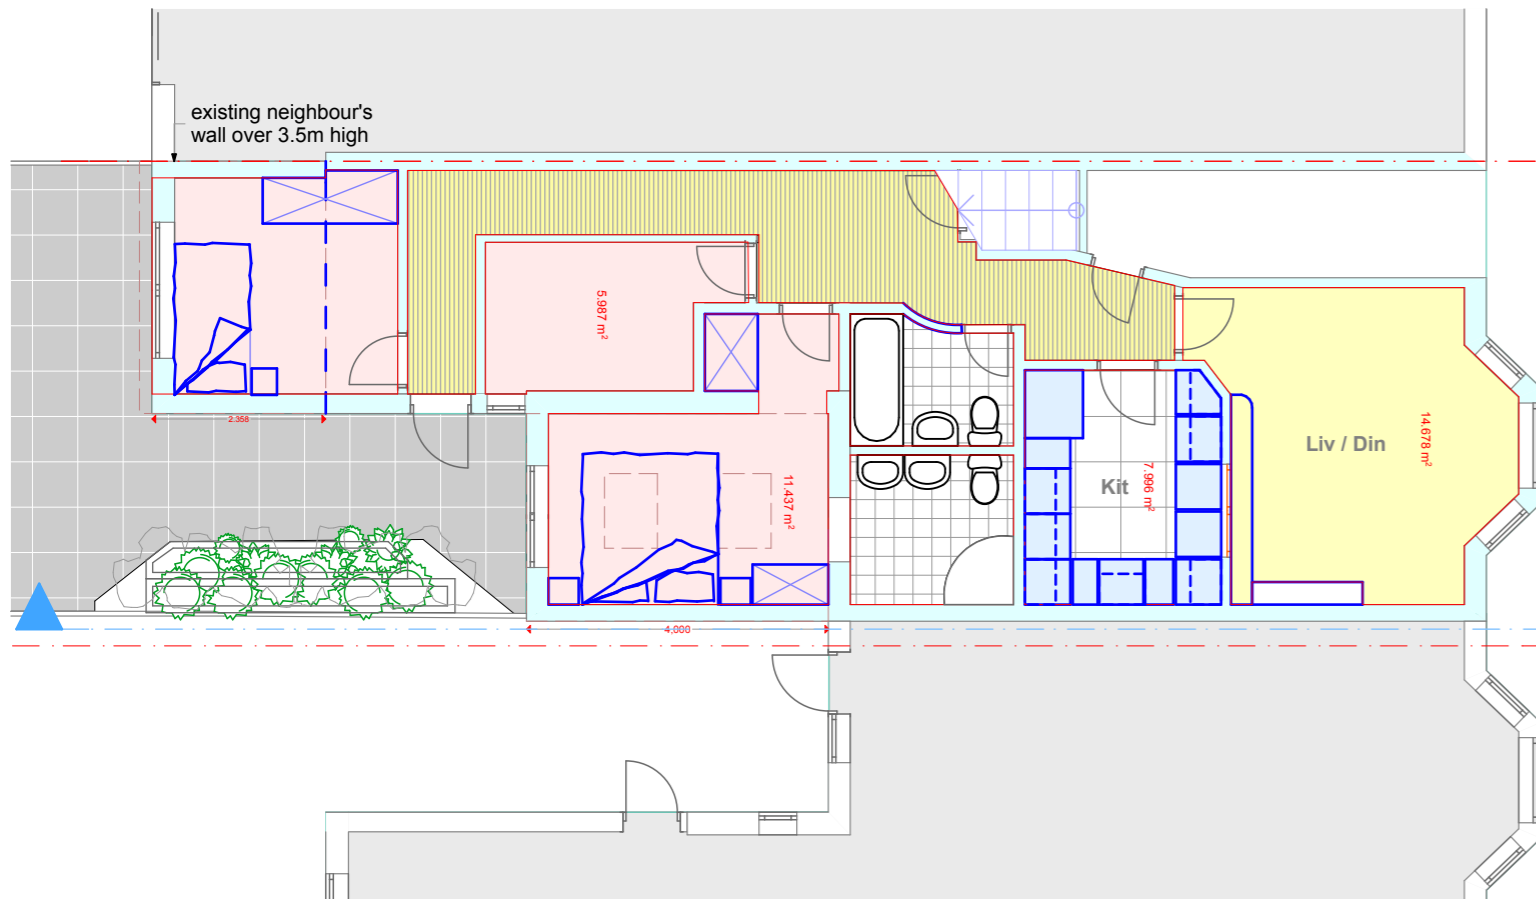 existing neighbour's
wall over 3.5m high
5.987 m²
2.358
14.678 m²
Liv / Din
Kit
7.996 m²
11.437 m²
4.000